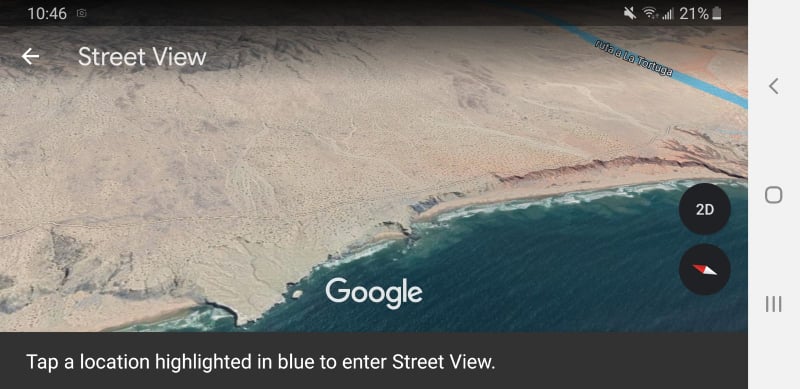 10:46
21%
Street View
ruta a La Tortuga
2D
Google
Tap a location highlighted in blue to enter Street View.